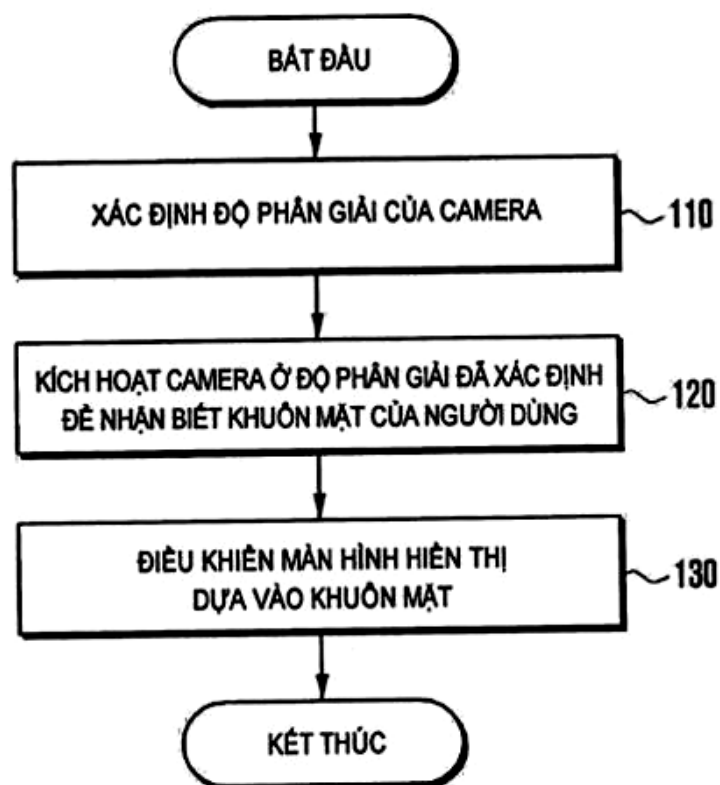 BẮT ĐẦU
XÁC ĐỊNH ĐỘ PHÂN GIẢI CỦA CAMERA
110
KÍCH HOẠT CAMERA Ở ĐỘ PHÂN GIẢI ĐÃ XÁC ĐỊNH
ĐỂ NHẬN BIẾT KHUÔN MẶT CỦA NGƯỜI DÙNG
120
ĐIỀU KHIỂN MÀN HÌNH HIỂN THỊ
DỰA VÀO KHUÔN MẶT
130
KẾT THÚC